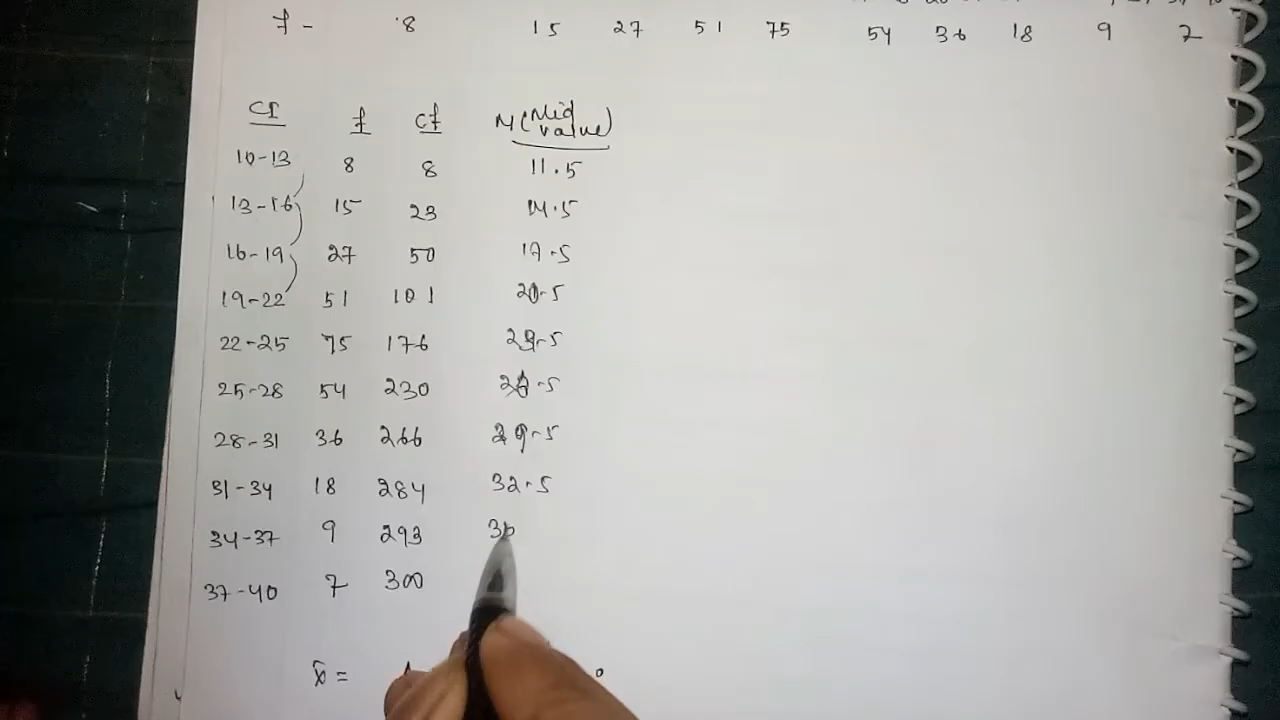 f - 8 15 27 51 75 54 36 18 9 7
CI f cf M (Mid value)
10-13 8 8 11.5
13-16 15 23 14.5
16-19 27 50 17.5
19-22 51 101 20.5
22-25 75 176 23.5
25-28 54 230 26.5
28-31 36 266 29.5
31-34 18 284 32.5
34-37 9 293
37-40 7 300
x̄ =